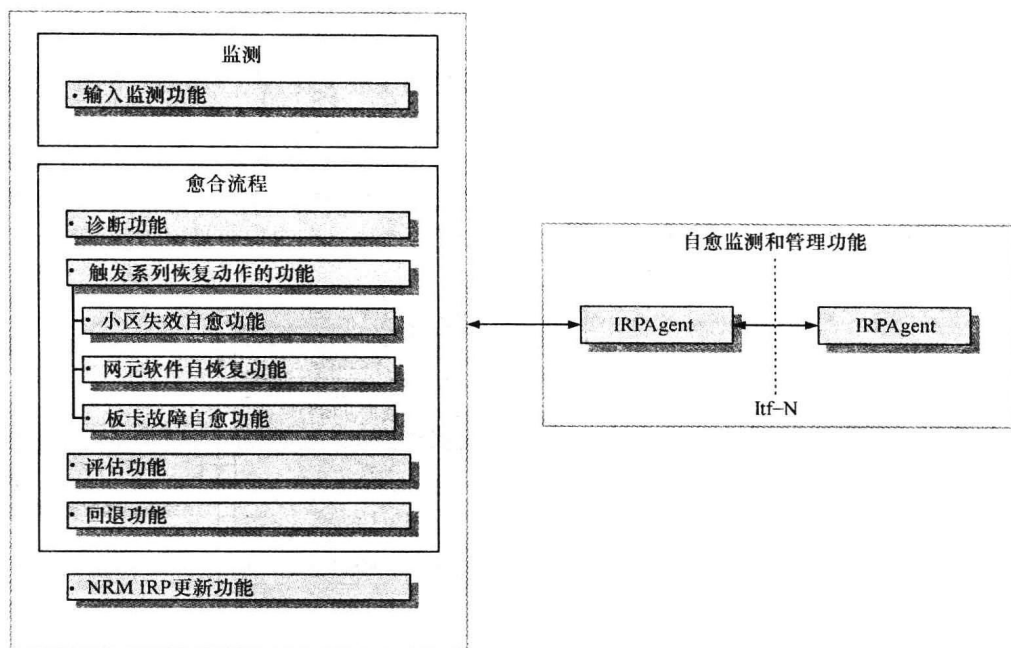 监测
· 输入监测功能
愈合流程
· 诊断功能
· 触发系列恢复动作的功能
· 小区失效自愈功能
· 网元软件自恢复功能
· 板卡故障自愈功能
· 评估功能
· 回退功能
· NRM IRP更新功能
自愈监测和管理功能
IRPAgent
IRPAgent
Itf-N